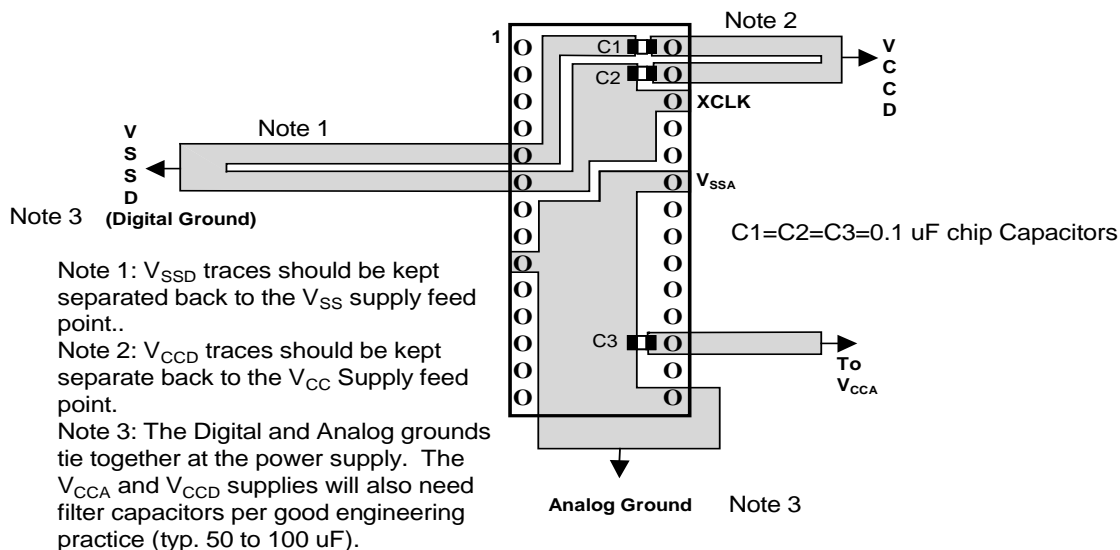 Note 2
1
C1
C2
V
C
C
D
XCLK
Note 1
V
S
S
D
VSSA
Note 3 (Digital Ground)
C1=C2=C3=0.1 uF chip Capacitors
Note 1: VSSD traces should be kept
separated back to the VSS supply feed
point..
Note 2: VCCD traces should be kept
separate back to the VCC Supply feed
point.
Note 3: The Digital and Analog grounds
tie together at the power supply. The
VCCA and VCCD supplies will also need
filter capacitors per good engineering
practice (typ. 50 to 100 uF).
C3
To
VCCA
Analog Ground Note 3